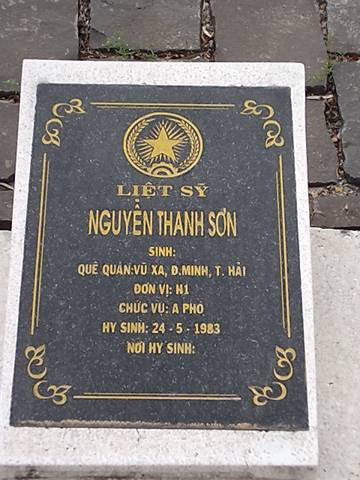 LIỆT SỸ
NGUYỄN THANH SƠN
SINH:
QUÊ QUÁN: VŨ XA, Đ.MINH, T. HẢI
ĐƠN VỊ: H1
CHỨC VỤ: A PHÓ
HY SINH: 24 - 5 - 1983
NƠI HY SINH: